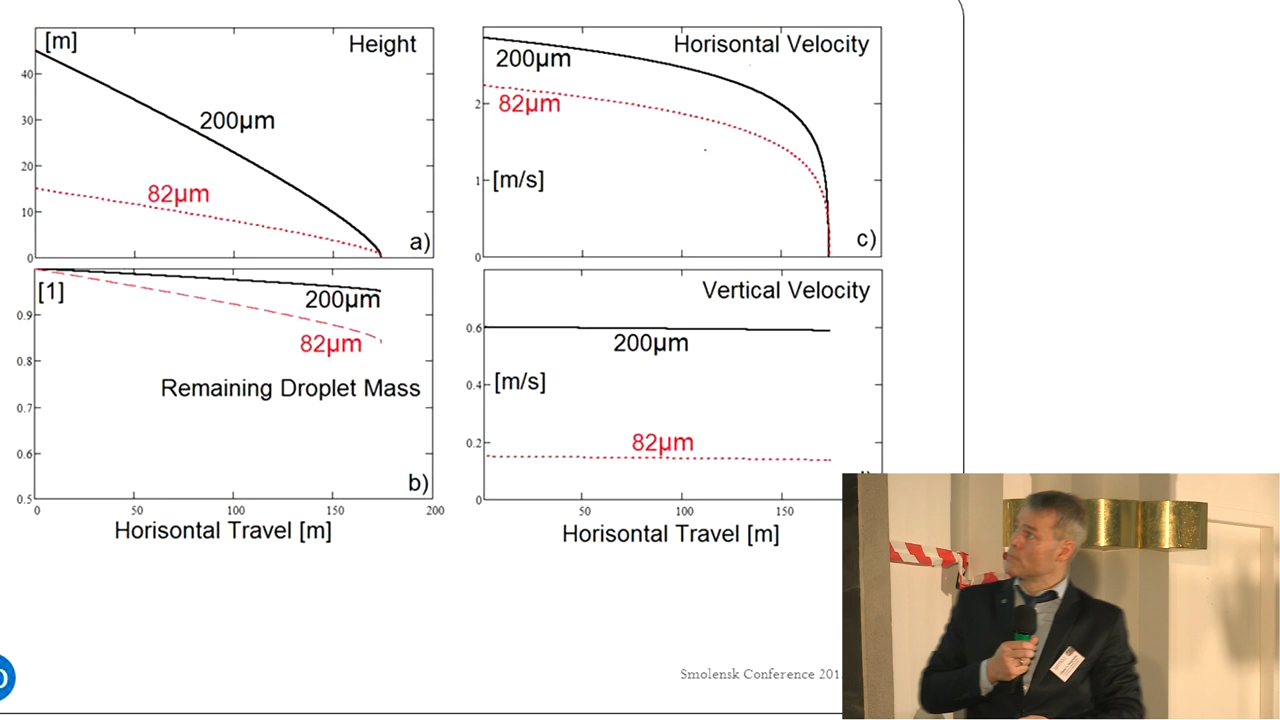 [m]
Height
40
30
20
10
200µm
82µm
a)
Horisontal Velocity
200µm
2
82µm
1
[m/s]
0
c)
[1]
0.9
0.8
0.7
0.6
0.5
200µm
82µm
Remaining Droplet Mass
b)
0
50
100
150
200
Horisontal Travel [m]
Vertical Velocity
0.6
0.4
0.2
0
200µm
[m/s]
82µm
50
100
150
Horisontal Travel [m]
Smolensk Conference 201